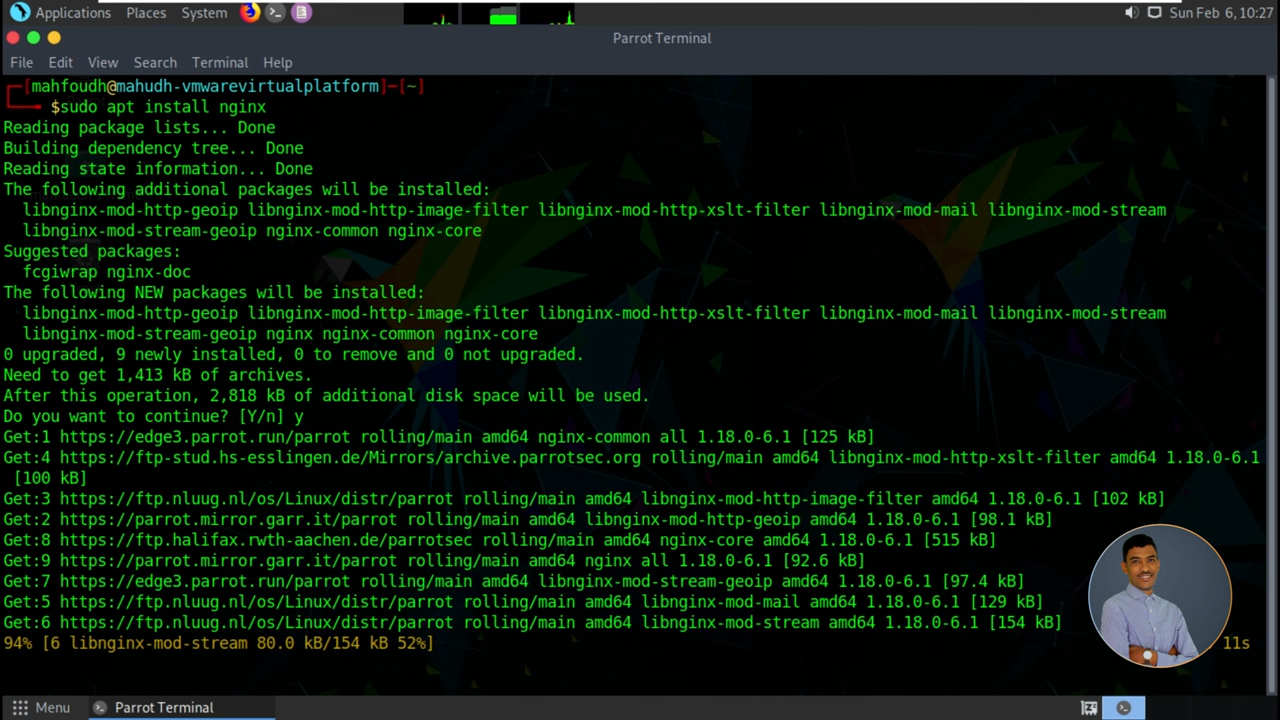 Applications Places System Sun Feb 6, 10:27
Parrot Terminal
File Edit View Search Terminal Help
┌─[mahfoudh@mahudh-vmwarevirtualplatform]─[~]
└──╼ $sudo apt install nginx
Reading package lists... Done
Building dependency tree... Done
Reading state information... Done
The following additional packages will be installed:
libnginx-mod-http-geoip libnginx-mod-http-image-filter libnginx-mod-http-xslt-filter libnginx-mod-mail libnginx-mod-stream
libnginx-mod-stream-geoip nginx-common nginx-core
Suggested packages:
fcgiwrap nginx-doc
The following NEW packages will be installed:
libnginx-mod-http-geoip libnginx-mod-http-image-filter libnginx-mod-http-xslt-filter libnginx-mod-mail libnginx-mod-stream
libnginx-mod-stream-geoip nginx nginx-common nginx-core
0 upgraded, 9 newly installed, 0 to remove and 0 not upgraded.
Need to get 1,413 kB of archives.
After this operation, 2,818 kB of additional disk space will be used.
Do you want to continue? [Y/n] y
Get:1 https://edge3.parrot.run/parrot rolling/main amd64 nginx-common all 1.18.0-6.1 [125 kB]
Get:4 https://ftp-stud.hs-esslingen.de/Mirrors/archive.parrotsec.org rolling/main amd64 libnginx-mod-http-xslt-filter amd64 1.18.0-6.1
[100 kB]
Get:3 https://ftp.nluug.nl/os/Linux/distr/parrot rolling/main amd64 libnginx-mod-http-image-filter amd64 1.18.0-6.1 [102 kB]
Get:2 https://parrot.mirror.garr.it/parrot rolling/main amd64 libnginx-mod-http-geoip amd64 1.18.0-6.1 [98.1 kB]
Get:8 https://ftp.halifax.rwth-aachen.de/parrotsec rolling/main amd64 nginx-core amd64 1.18.0-6.1 [515 kB]
Get:9 https://parrot.mirror.garr.it/parrot rolling/main amd64 nginx all 1.18.0-6.1 [92.6 kB]
Get:7 https://edge3.parrot.run/parrot rolling/main amd64 libnginx-mod-stream-geoip amd64 1.18.0-6.1 [97.4 kB]
Get:5 https://ftp.nluug.nl/os/Linux/distr/parrot rolling/main amd64 libnginx-mod-mail amd64 1.18.0-6.1 [129 kB]
Get:6 https://ftp.nluug.nl/os/Linux/distr/parrot rolling/main amd64 libnginx-mod-stream amd64 1.18.0-6.1 [154 kB]
94% [6 libnginx-mod-stream 80.0 kB/154 kB 52%] 11s
Menu Parrot Terminal